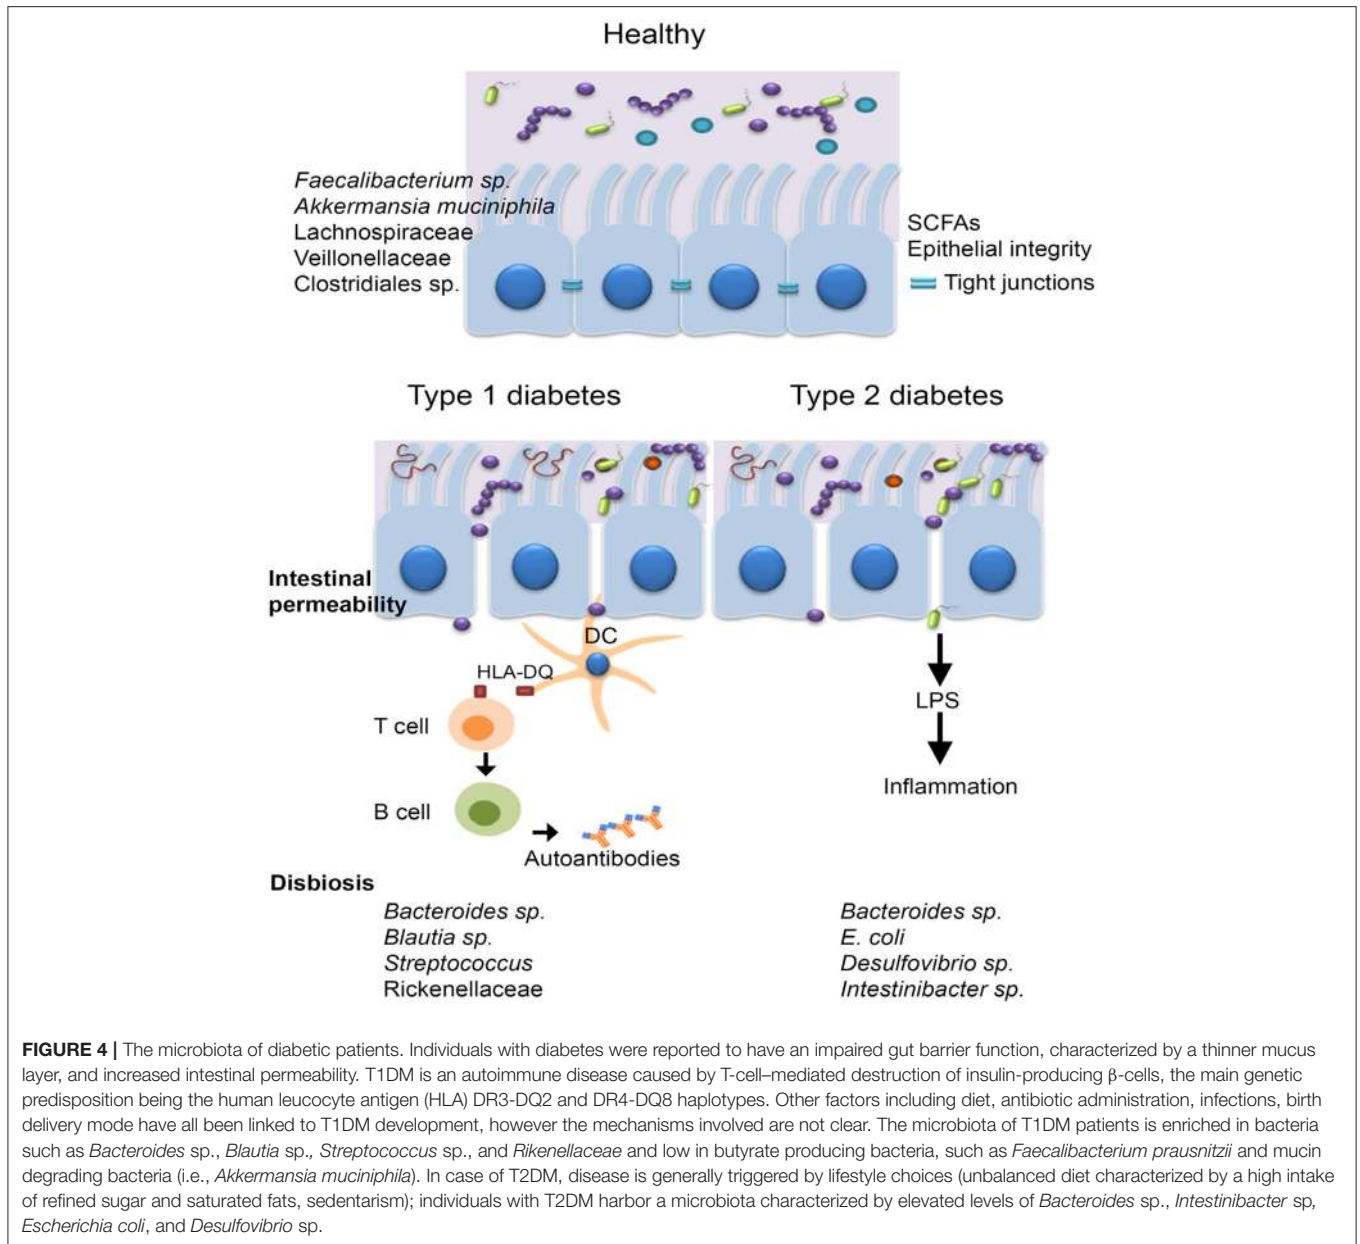 Healthy
Faecalibacterium sp.
Akkermansia muciniphila
Lachnospiraceae
Veillonellaceae
Clostridiales sp.
SCFAs
Epithelial integrity
Tight junctions
Type 1 diabetes
Type 2 diabetes
Intestinal
permeability
DC
HLA-DQ
T cell
B cell
Autoantibodies
LPS
Inflammation
Disbiosis
Bacteroides sp.
Blautia sp.
Streptococcus
Rickenellaceae
Bacteroides sp.
E. coli
Desulfovibrio sp.
Intestinibacter sp.
FIGURE 4 | The microbiota of diabetic patients. Individuals with diabetes were reported to have an impaired gut barrier function, characterized by a thinner mucus
layer, and increased intestinal permeability. T1DM is an autoimmune disease caused by T-cell–mediated destruction of insulin-producing β-cells, the main genetic
predisposition being the human leucocyte antigen (HLA) DR3-DQ2 and DR4-DQ8 haplotypes. Other factors including diet, antibiotic administration, infections, birth
delivery mode have all been linked to T1DM development, however the mechanisms involved are not clear. The microbiota of T1DM patients is enriched in bacteria
such as Bacteroides sp., Blautia sp., Streptococcus sp., and Rikenellaceae and low in butyrate producing bacteria, such as Faecalibacterium prausnitzii and mucin
degrading bacteria (i.e., Akkermansia muciniphila). In case of T2DM, disease is generally triggered by lifestyle choices (unbalanced diet characterized by a high intake
of refined sugar and saturated fats, sedentarism); individuals with T2DM harbor a microbiota characterized by elevated levels of Bacteroides sp., Intestinibacter sp,
Escherichia coli, and Desulfovibrio sp.